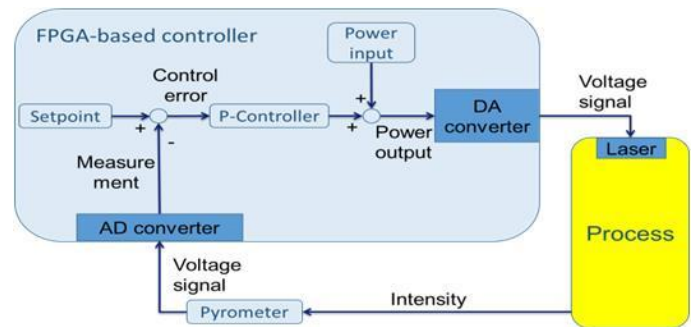 FPGA-based controller
Power
input
Control
error
Voltage
signal
Setpoint
P-Controller
DA
converter
+
+
+
-
Power
output
Laser
Measure
ment
AD converter
Process
Voltage
signal
Intensity
Pyrometer